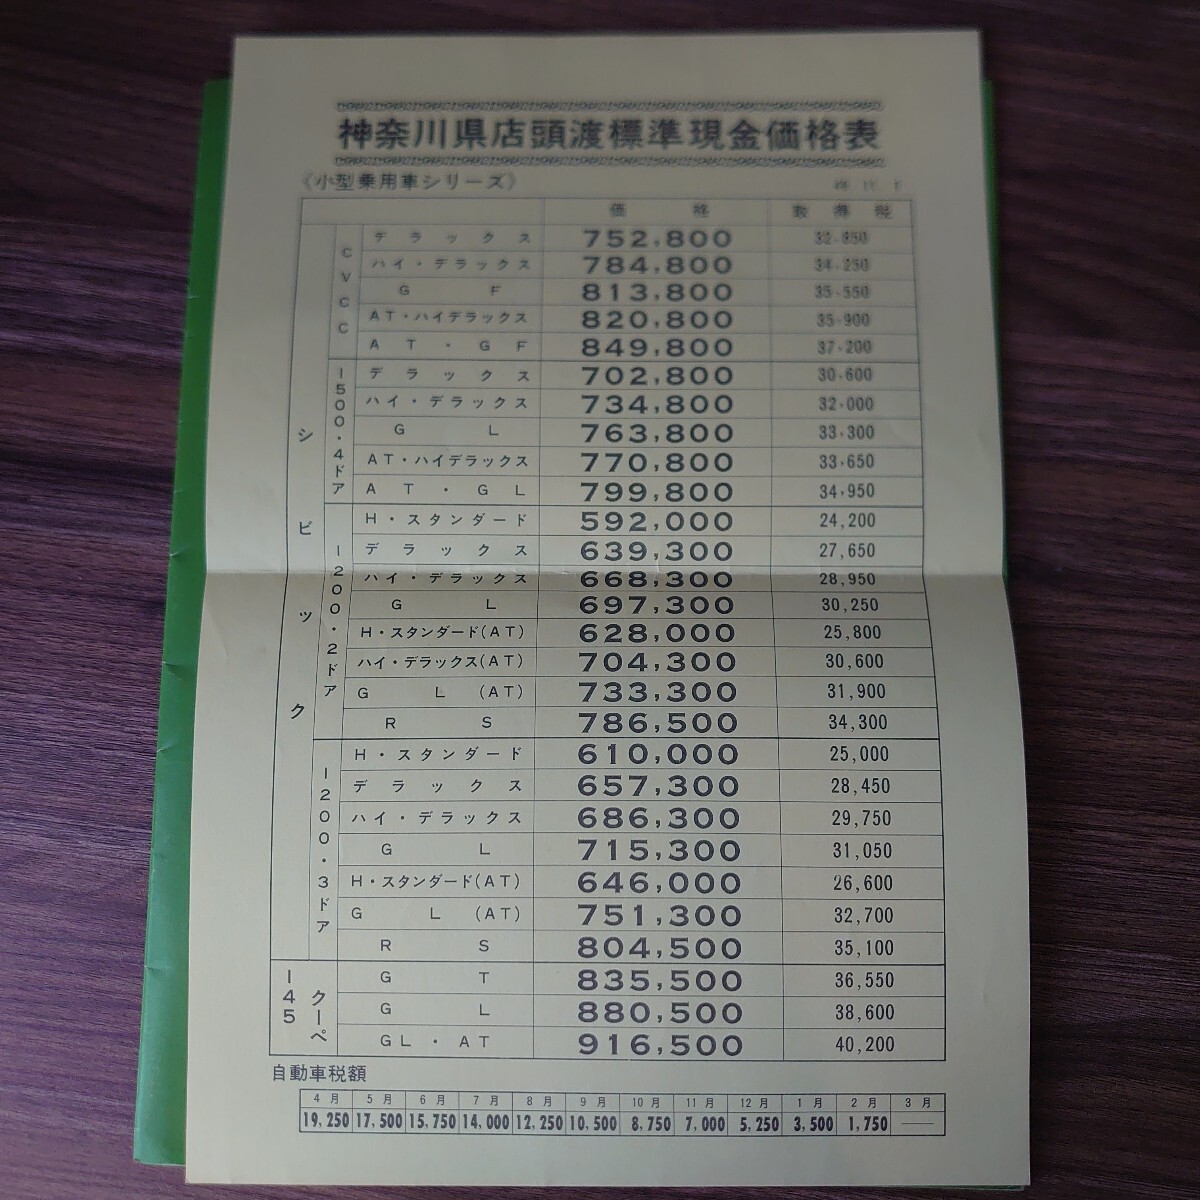 神奈川県店頭渡標準現金価格表
《小型乗用車シリーズ》
価格 取得税
シビック
CVCC
デラックス 752,800 32,850
ハイ・デラックス 784,800 34,250
GF 813,800 35,550
AT・ハイデラックス 820,800 35,900
AT・GF 849,800 37,200
1500・4ドア
デラックス 702,800 30,600
ハイ・デラックス 734,800 32,000
GL 763,800 33,300
AT・ハイデラックス 770,800 33,650
AT・GL 799,800 34,950
1200・2ドア
H・スタンダード 592,000 24,200
デラックス 639,300 27,650
ハイ・デラックス 668,300 28,950
GL 697,300 30,250
H・スタンダード(AT) 628,000 25,800
ハイ・デラックス(AT) 704,300 30,600
GL(AT) 733,300 31,900
RS 786,500 34,300
1200・3ドア
H・スタンダード 610,000 25,000
デラックス 657,300 28,450
ハイ・デラックス 686,300 29,750
GL 715,300 31,050
H・スタンダード(AT) 646,000 26,600
GL(AT) 751,300 32,700
RS 804,500 35,100
145クーペ
GT 835,500 36,550
GL 880,500 38,600
GL・AT 916,500 40,200
自動車税額
4月 5月 6月 7月 8月 9月 10月 11月 12月 1月 2月 3月
19,250 17,500 15,750 14,000 12,250 10,500 8,750 7,000 5,250 3,500 1,750 ——